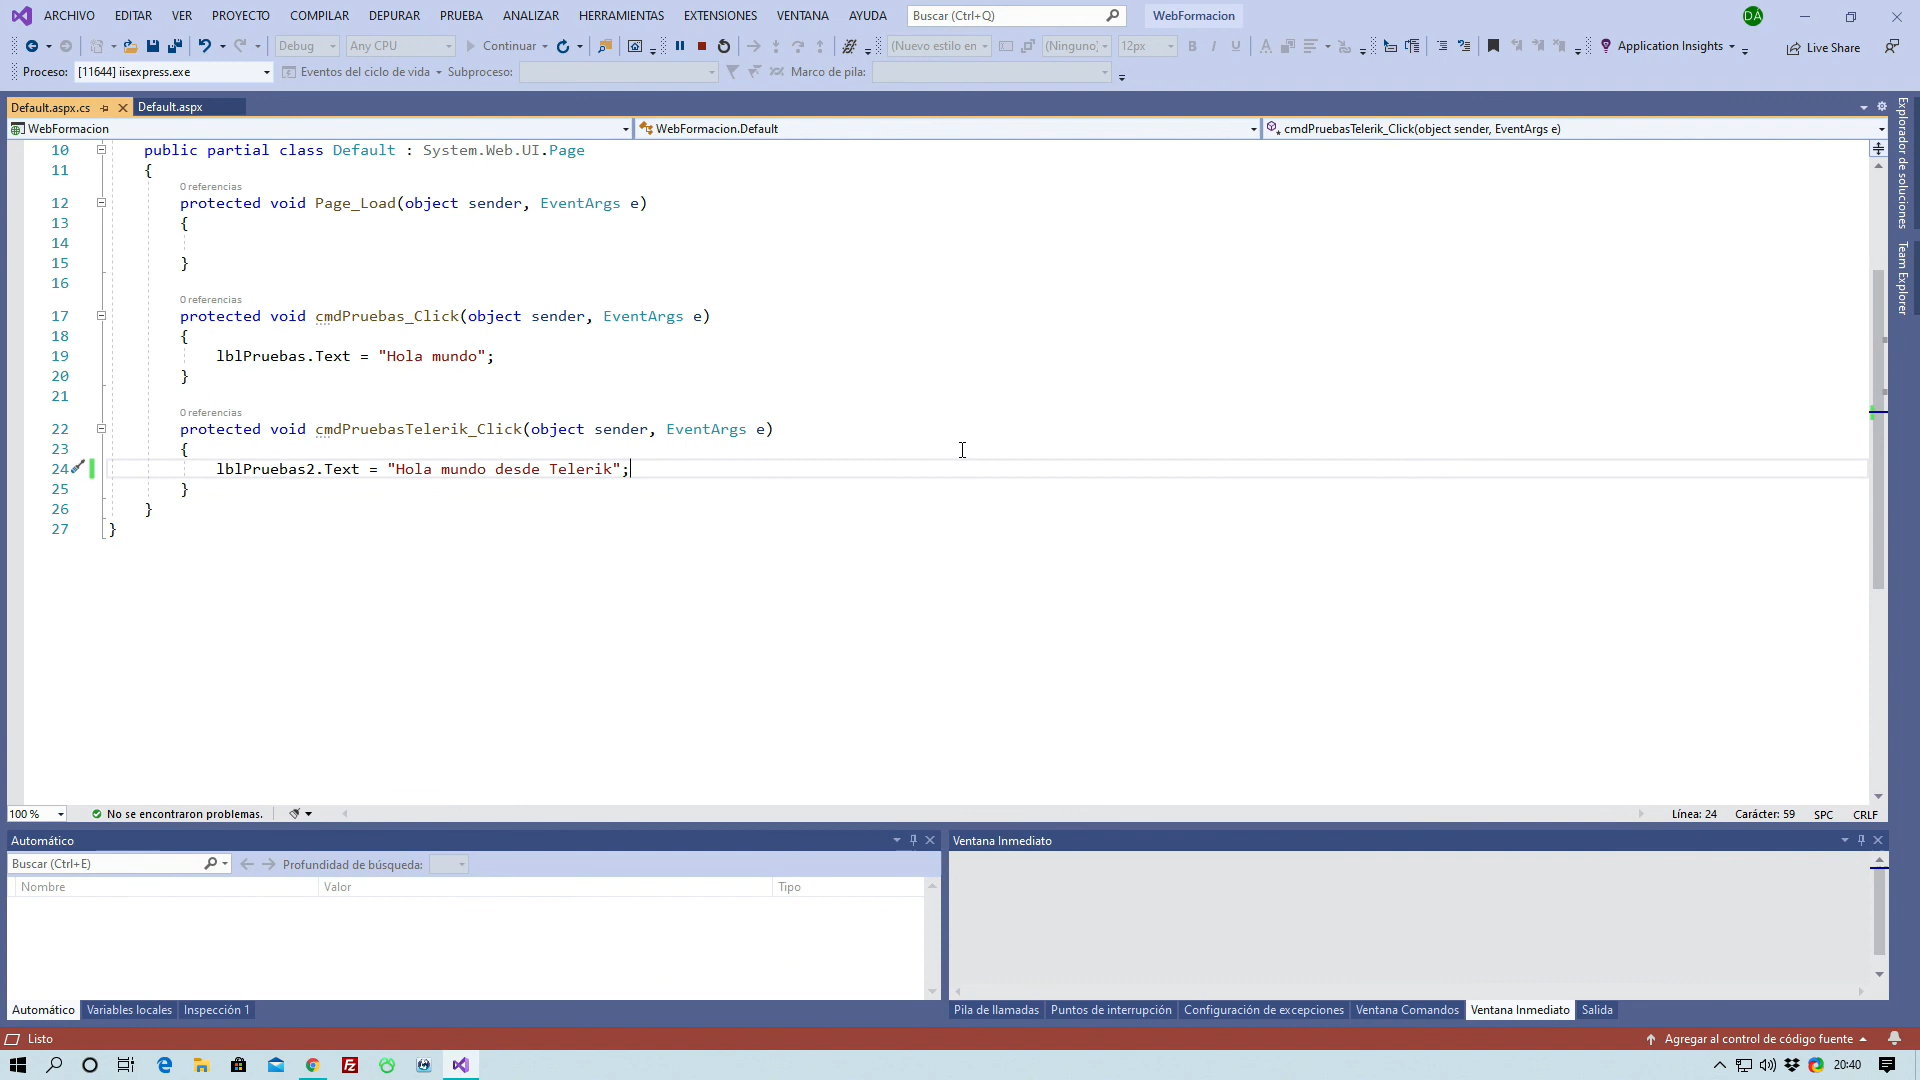 ARCHIVO EDITAR VER PROYECTO COMPILAR DEPURAR PRUEBA ANALIZAR HERRAMIENTAS EXTENSIONES VENTANA AYUDA Buscar (Ctrl+Q) WebFormacion DA
Debug Any CPU Continuar (Nuevo estilo en (Ninguno) 12px B I U Application Insights Live Share
Proceso: [11644] iisexpress.exe Eventos del ciclo de vida Subproceso: Marco de pila:
Default.aspx.cs Default.aspx
WebFormacion WebFormacion.Default cmdPruebasTelerik_Click(object sender, EventArgs e)
10 public partial class Default : System.Web.UI.Page
11 {
0 referencias
12 protected void Page_Load(object sender, EventArgs e)
13 {
14
15 }
16
0 referencias
17 protected void cmdPruebas_Click(object sender, EventArgs e)
18 {
19 lblPruebas.Text = "Hola mundo";
20 }
21
0 referencias
22 protected void cmdPruebasTelerik_Click(object sender, EventArgs e)
23 {
24 lblPruebas2.Text = "Hola mundo desde Telerik";
25 }
26 }
27 }
Explorador de soluciones
Team Explorer
100 % No se encontraron problemas. Línea: 24 Carácter: 59 SPC CRLF
Automático
Buscar (Ctrl+E) Profundidad de búsqueda:
Nombre Valor Tipo
Automático Variables locales Inspección 1
Ventana Inmediato
Pila de llamadas Puntos de interrupción Configuración de excepciones Ventana Comandos Ventana Inmediato Salida
Listo Agregar al control de código fuente
20:40